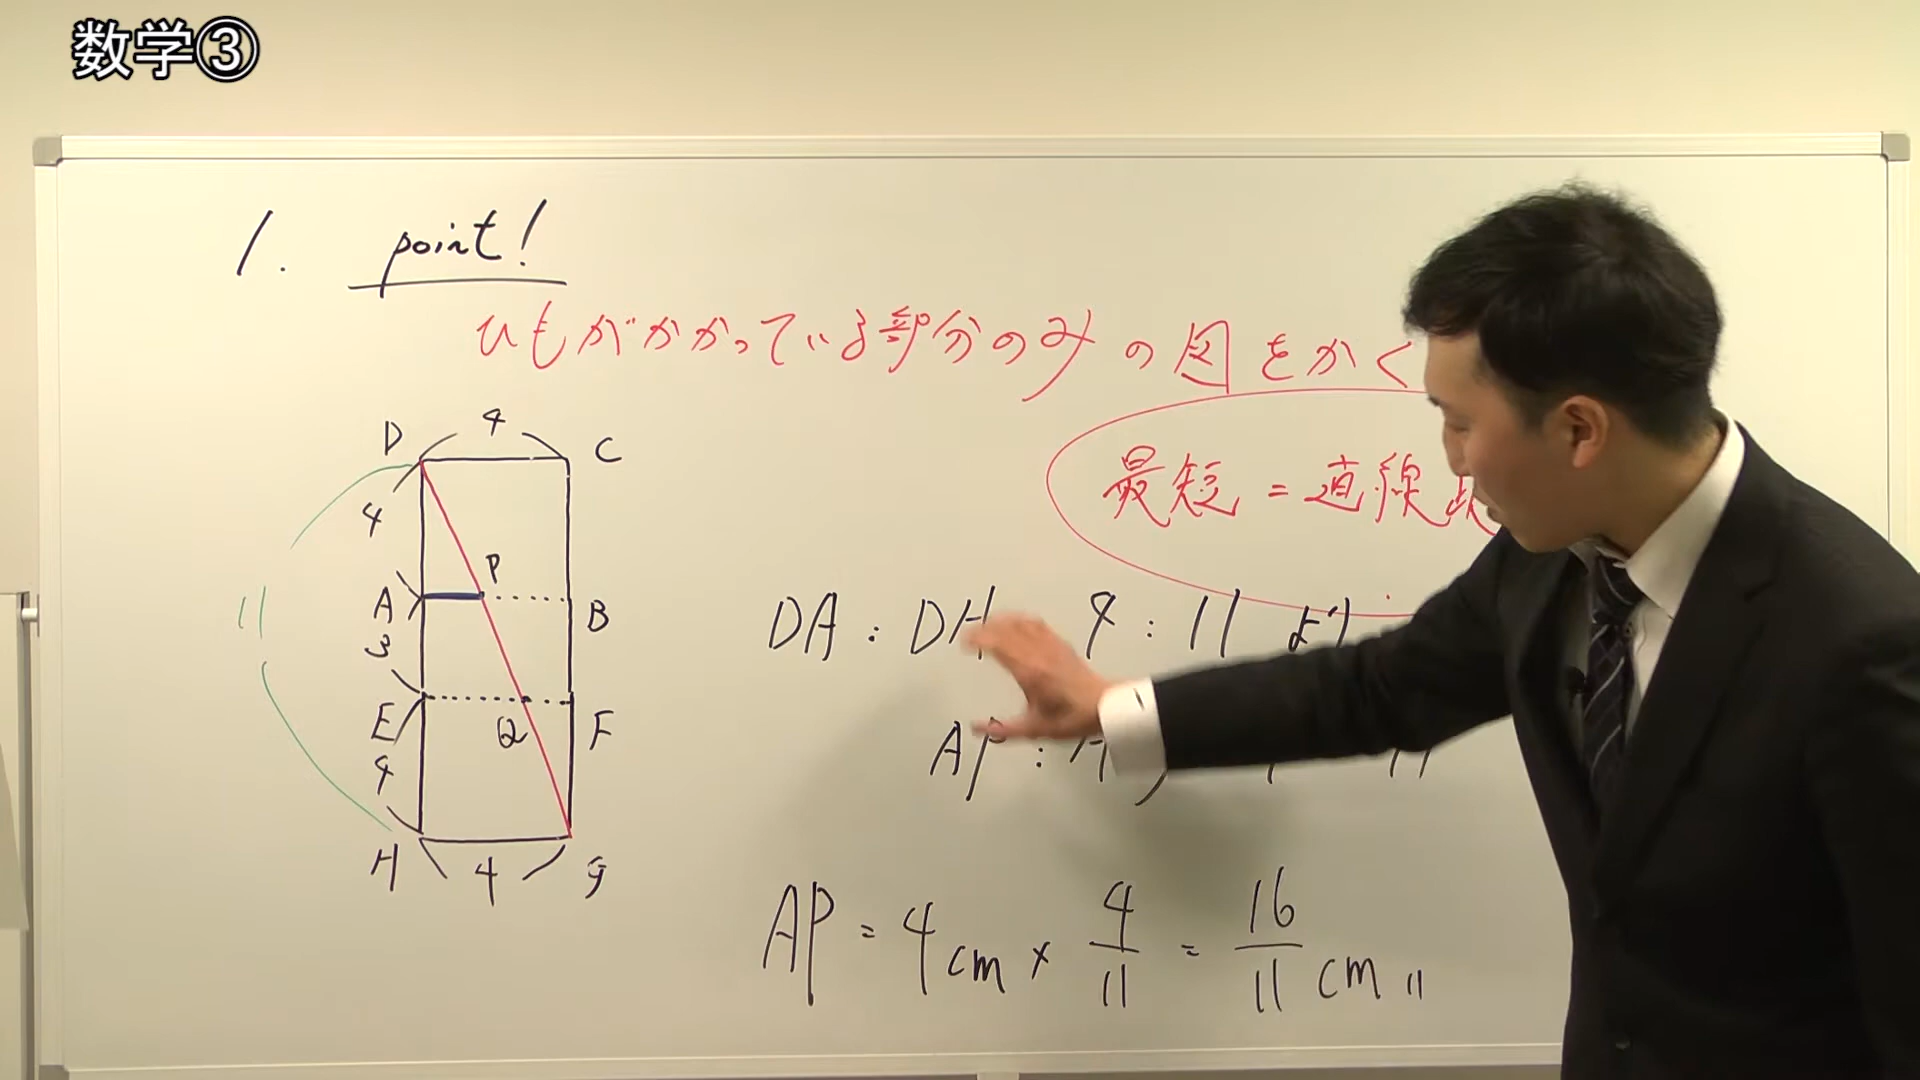 数学③
1. point!
ひもがかかっている部分のみの図をかく
最短 = 直線
D 4 C
4
P
A B
11
3
E Q F
4
H 4 G
DA : DH 4 : 11 より
AP : H 11
AP = 4cm × 4/11 = 16/11 cm 〃